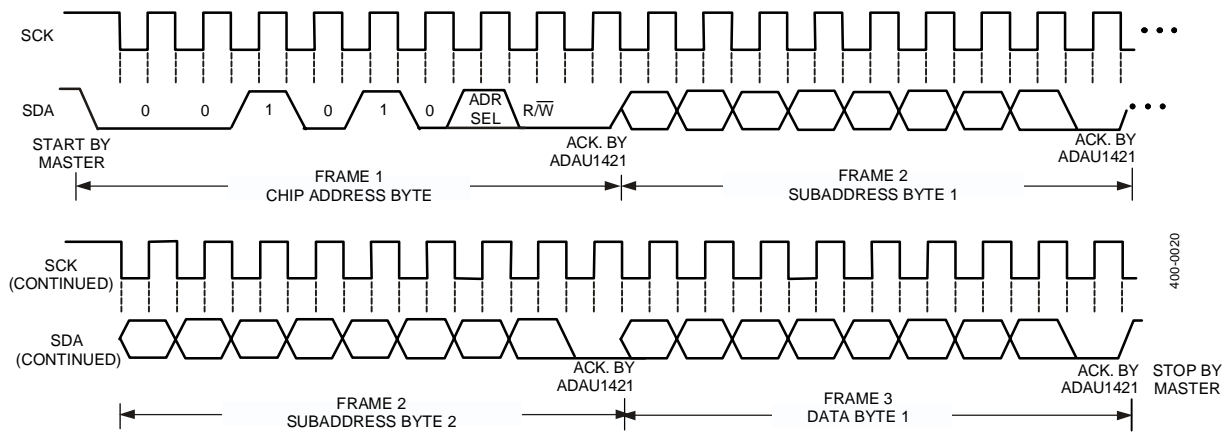 SCK
SDA
0 0 1 0 1 0 ADR SEL R/W̅
START BY
MASTER
ACK. BY
ADAU1421
ACK. BY
ADAU1421
FRAME 1
CHIP ADDRESS BYTE
FRAME 2
SUBADDRESS BYTE 1
SCK
(CONTINUED)
SDA
(CONTINUED)
ACK. BY
ADAU1421
ACK. BY
ADAU1421
STOP BY
MASTER
FRAME 2
SUBADDRESS BYTE 2
FRAME 3
DATA BYTE 1
400-0020